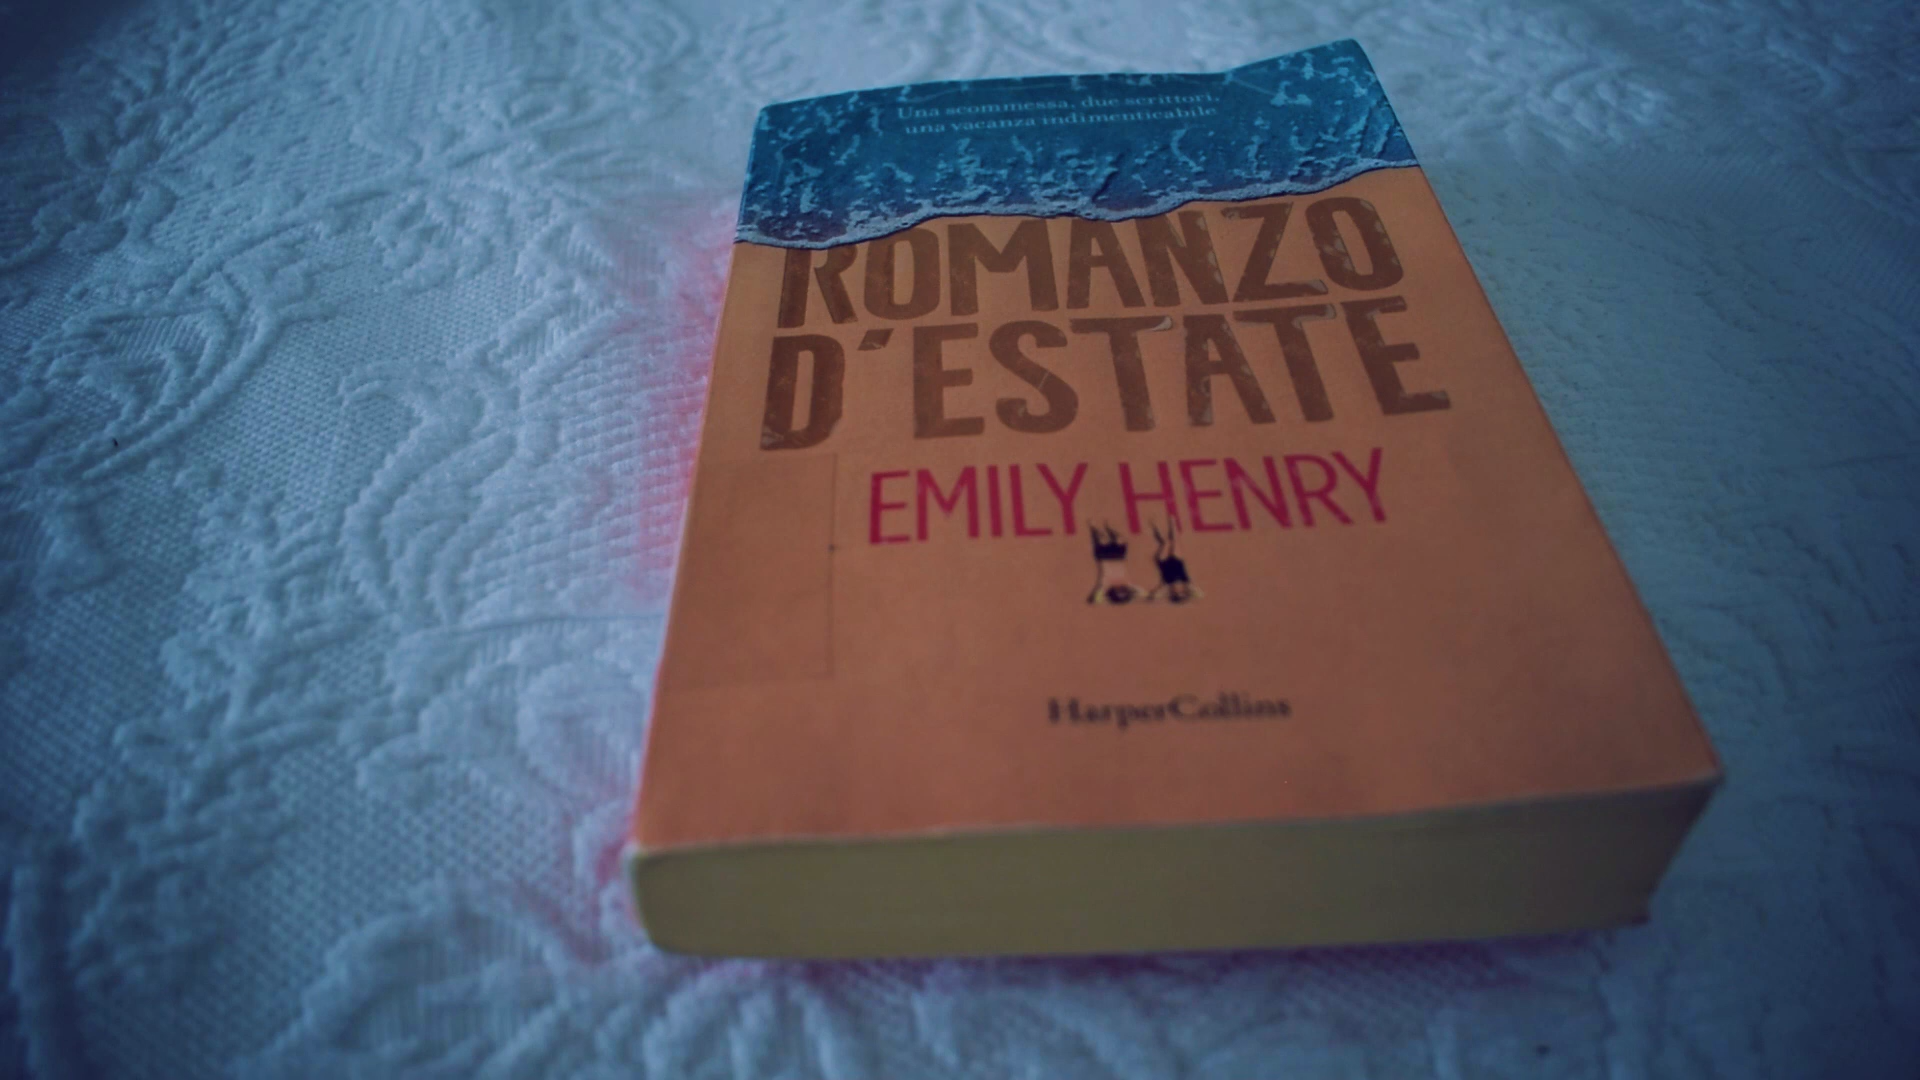 Una scommessa, due scrittori,
una vacanza indimenticabile
ROMANZO
D'ESTATE
EMILY HENRY
HarperCollins